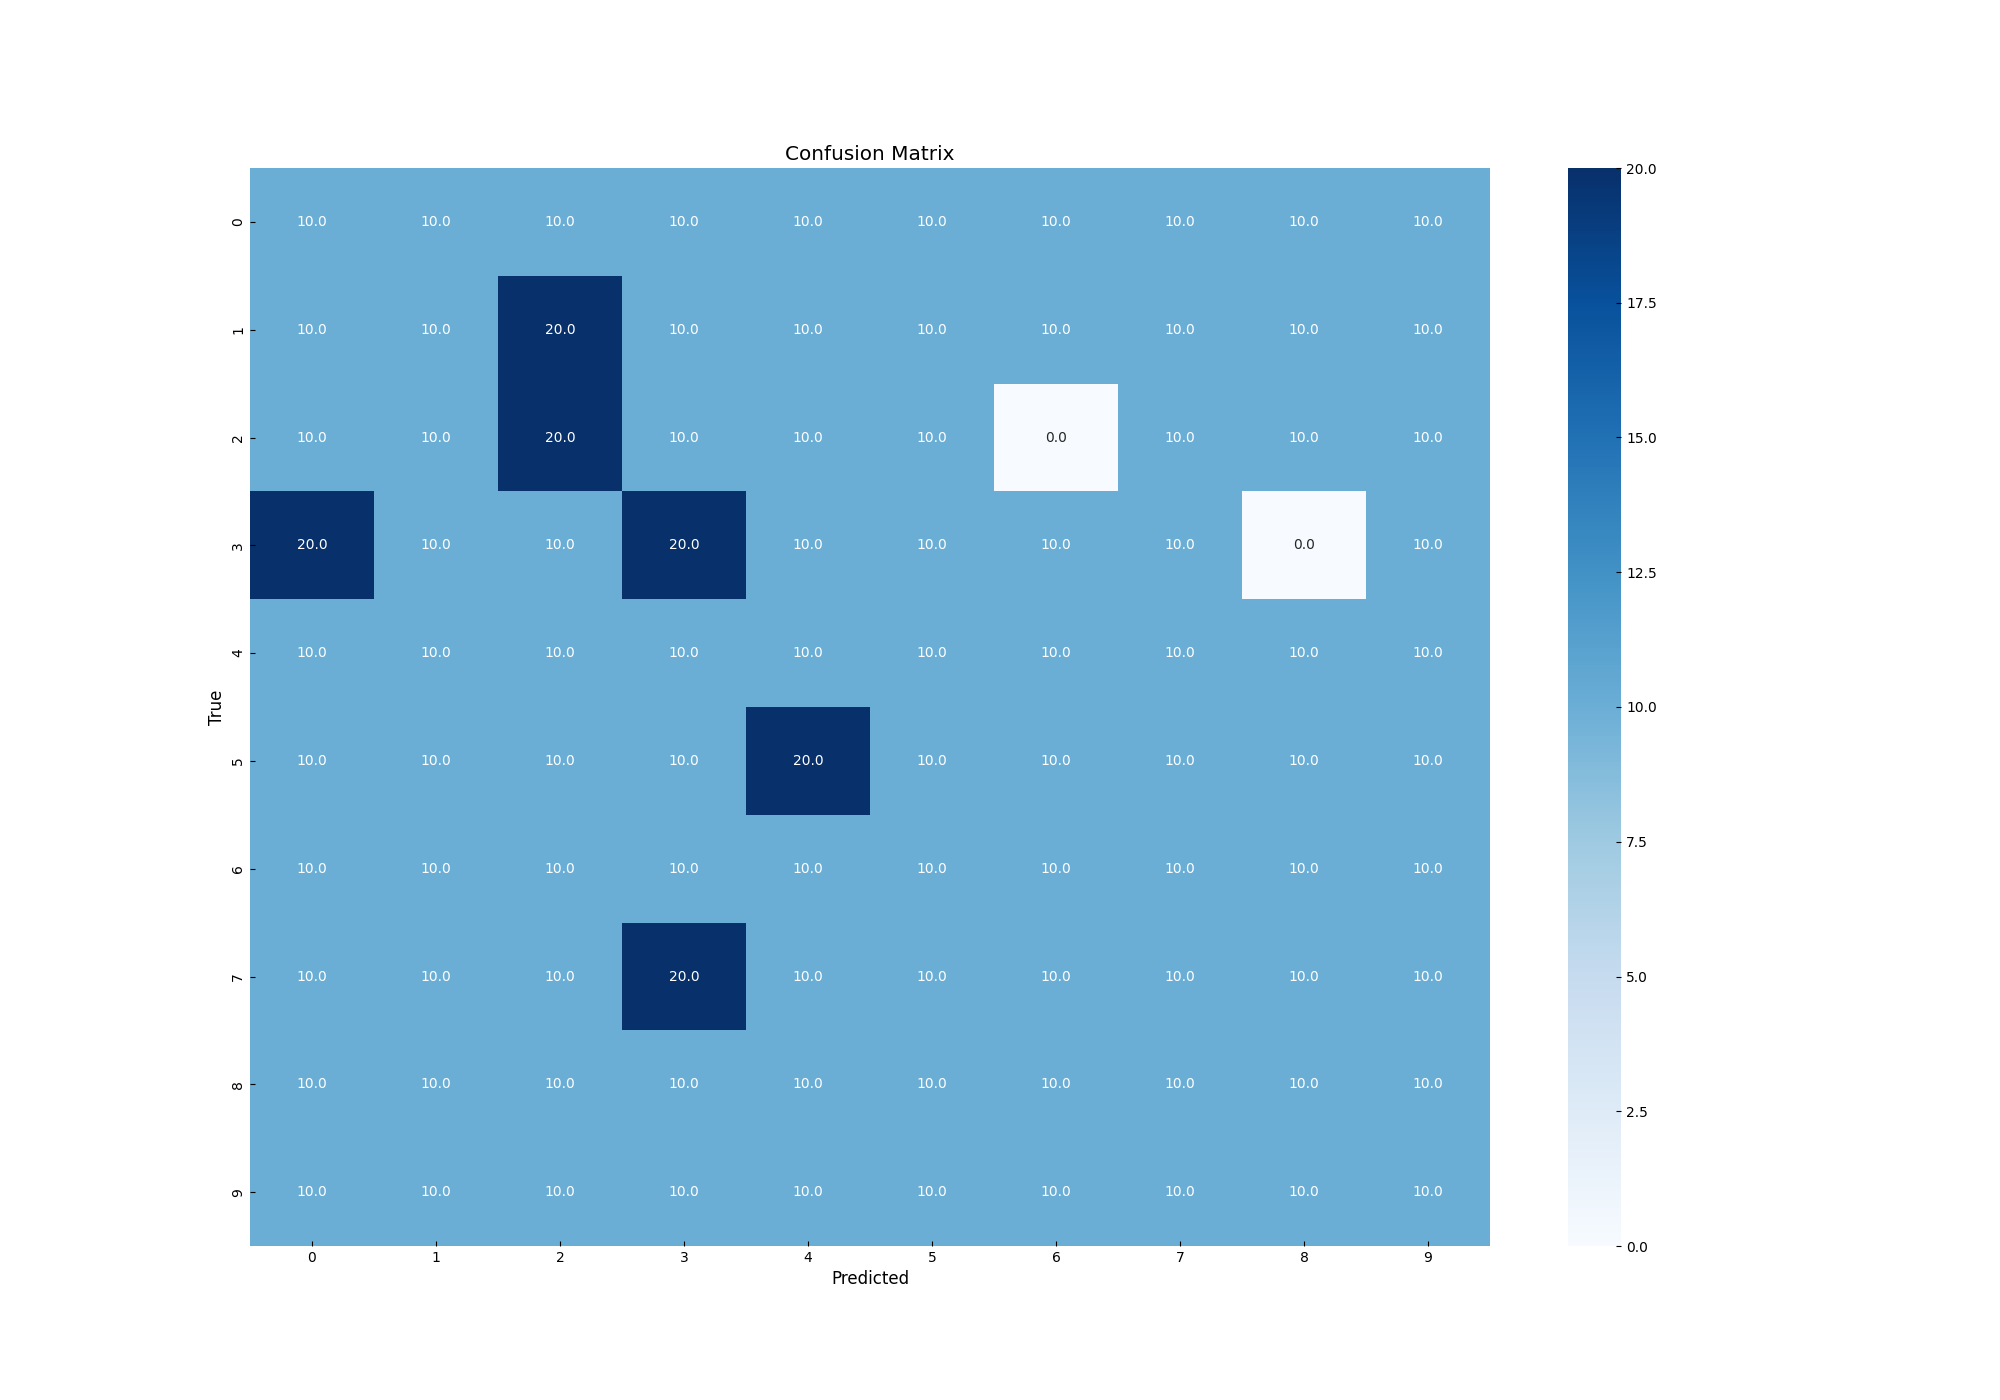 Confusion Matrix
0 10.0 10.0 10.0 10.0 10.0 10.0 10.0 10.0 10.0 10.0
1 10.0 10.0 20.0 10.0 10.0 10.0 10.0 10.0 10.0 10.0
2 10.0 10.0 20.0 10.0 10.0 10.0 0.0 10.0 10.0 10.0
3 20.0 10.0 10.0 20.0 10.0 10.0 10.0 10.0 0.0 10.0
4 10.0 10.0 10.0 10.0 10.0 10.0 10.0 10.0 10.0 10.0
True
5 10.0 10.0 10.0 10.0 20.0 10.0 10.0 10.0 10.0 10.0
6 10.0 10.0 10.0 10.0 10.0 10.0 10.0 10.0 10.0 10.0
7 10.0 10.0 10.0 20.0 10.0 10.0 10.0 10.0 10.0 10.0
8 10.0 10.0 10.0 10.0 10.0 10.0 10.0 10.0 10.0 10.0
9 10.0 10.0 10.0 10.0 10.0 10.0 10.0 10.0 10.0 10.0
0 1 2 3 4 5 6 7 8 9
Predicted
20.0
17.5
15.0
12.5
10.0
7.5
5.0
2.5
0.0